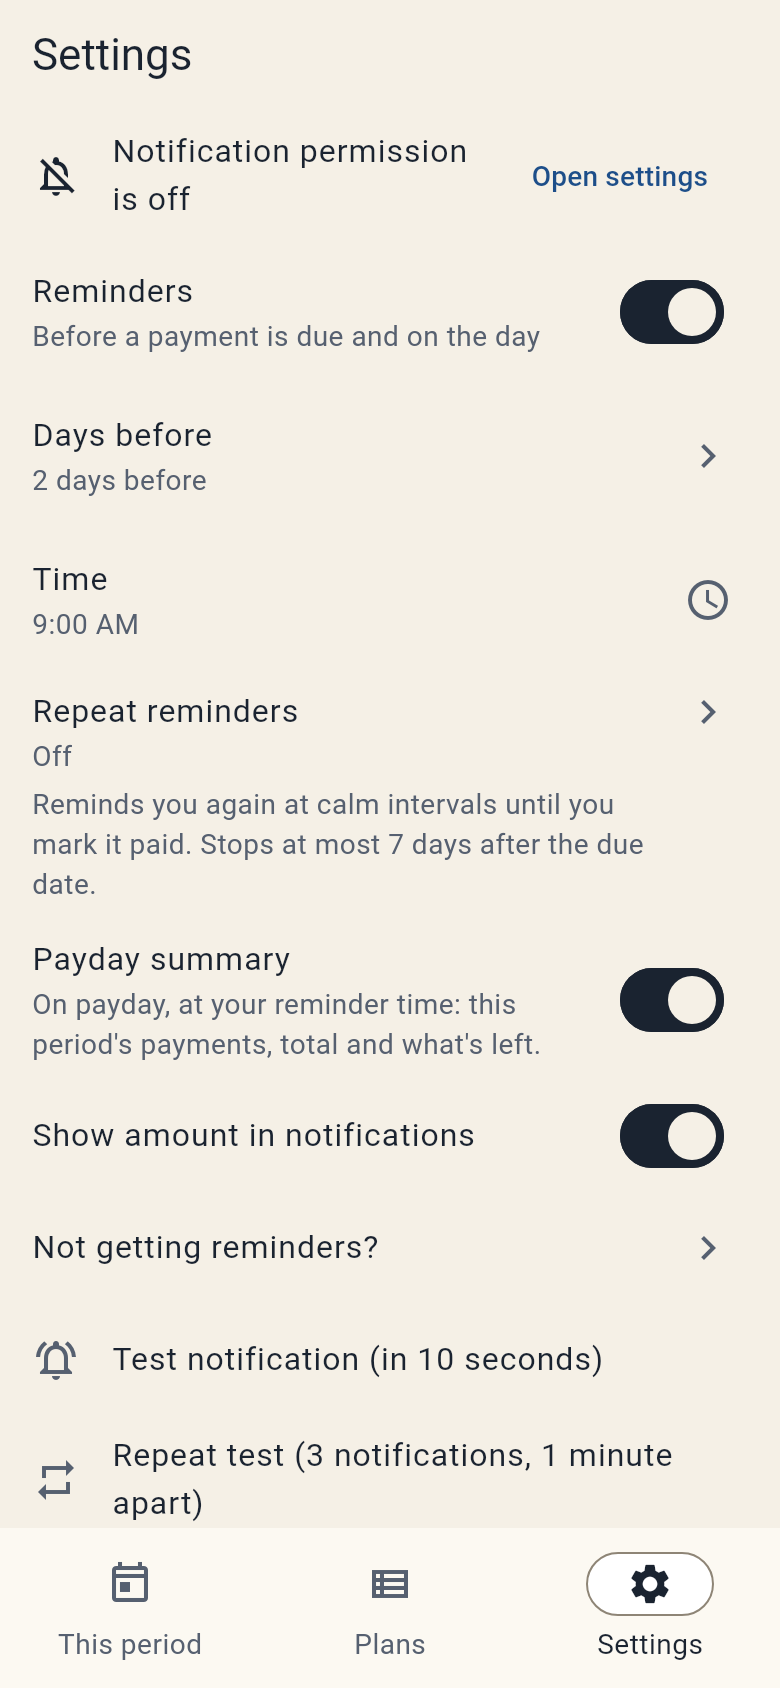 Settings
Notification permission
is off
Open settings
Reminders
Before a payment is due and on the day
Days before
2 days before
Time
9:00 AM
Repeat reminders
Off
Reminds you again at calm intervals until you
mark it paid. Stops at most 7 days after the due
date.
Payday summary
On payday, at your reminder time: this
period's payments, total and what's left.
Show amount in notifications
Not getting reminders?
Test notification (in 10 seconds)
Repeat test (3 notifications, 1 minute
apart)
This period
Plans
Settings